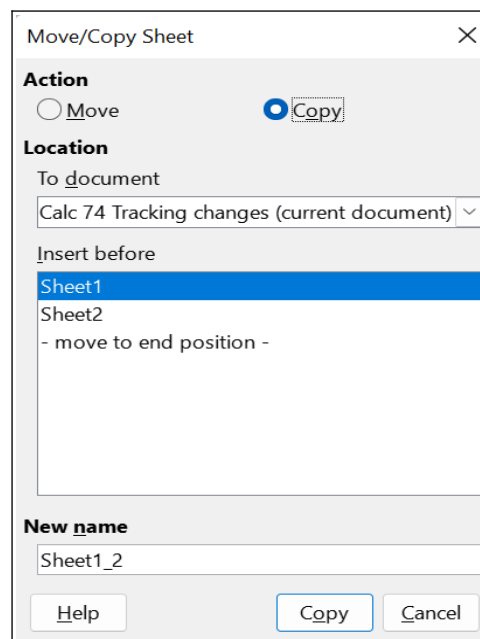 Move/Copy Sheet
Action
Move
Copy
Location
To document
Calc 74 Tracking changes (current document)
Insert before
Sheet1
Sheet2
- move to end position -
New name
Sheet1_2
Help
Copy
Cancel